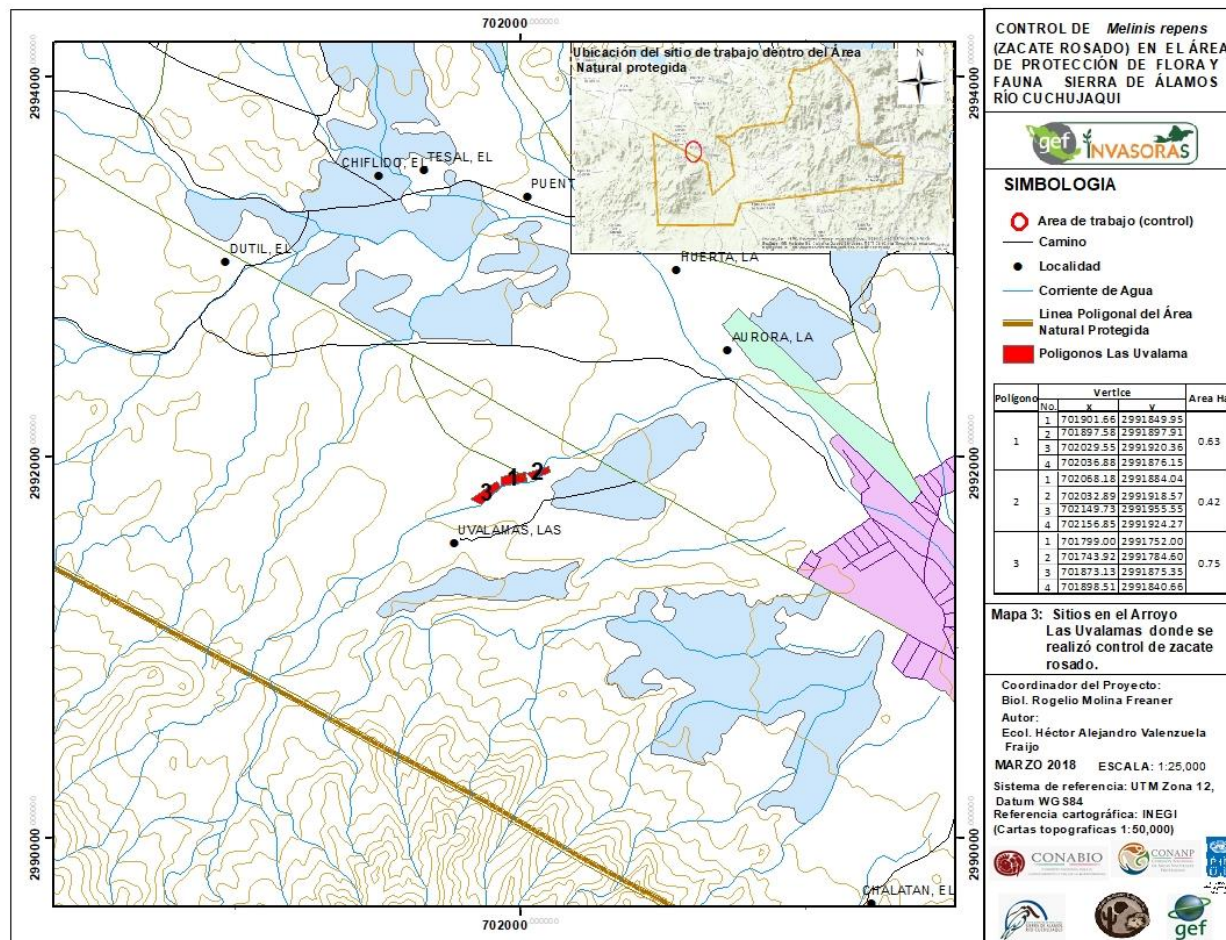 702000
Ubicación del sitio de trabajo dentro del Área
Natural protegida
N
2994000
2994000
CHIFLIDO, EL
TESAL, EL
PUENT
DUTIL, EL
HUERTA, LA
AURORA, LA
2992000
2992000
1
2
3
UVALAMAS, LAS
2990000
2990000
CHALATAN, EL
702000
CONTROL DE Melinis repens
(ZACATE ROSADO) EN EL ÁREA
DE PROTECCIÓN DE FLORA Y
FAUNA SIERRA DE ÁLAMOS
RÍO CUCHUJAQUI
gef INVASORAS
SIMBOLOGIA
Area de trabajo (control)
Camino
Localidad
Corriente de Agua
Linea Poligonal del Área
Natural Protegida
Poligonos Las Uvalama
Polígono Vertice Area Ha
No. x y
1 1 701901.66 2991849.95 0.63
2 701897.58 2991897.91
3 702029.55 2991920.36
4 702036.88 2991876.15
2 1 702068.18 2991884.04 0.42
2 702032.89 2991918.57
3 702149.73 2991955.55
4 702156.85 2991924.27
3 1 701799.00 2991752.00 0.75
2 701743.92 2991784.60
3 701873.13 2991875.35
4 701898.51 2991840.66
Mapa 3: Sitios en el Arroyo
Las Uvalamas donde se
realizó control de zacate
rosado.
Coordinador del Proyecto:
Biol. Rogelio Molina Freaner
Autor:
Ecol. Héctor Alejandro Valenzuela
Fraijo
MARZO 2018 ESCALA: 1:25,000
Sistema de referencia: UTM Zona 12,
Datum WGS84
Referencia cartográfica: INEGI
(Cartas topograficas 1:50,000)
CONABIO
CONANP
gef